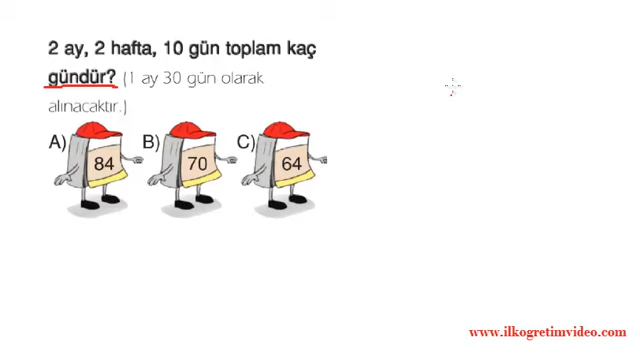 2 ay, 2 hafta, 10 gün toplam kaç
gündür? (1 ay 30 gün olarak
alınacaktır.)
A) 84 B) 70 C) 64
www.ilkogretimvideo.com